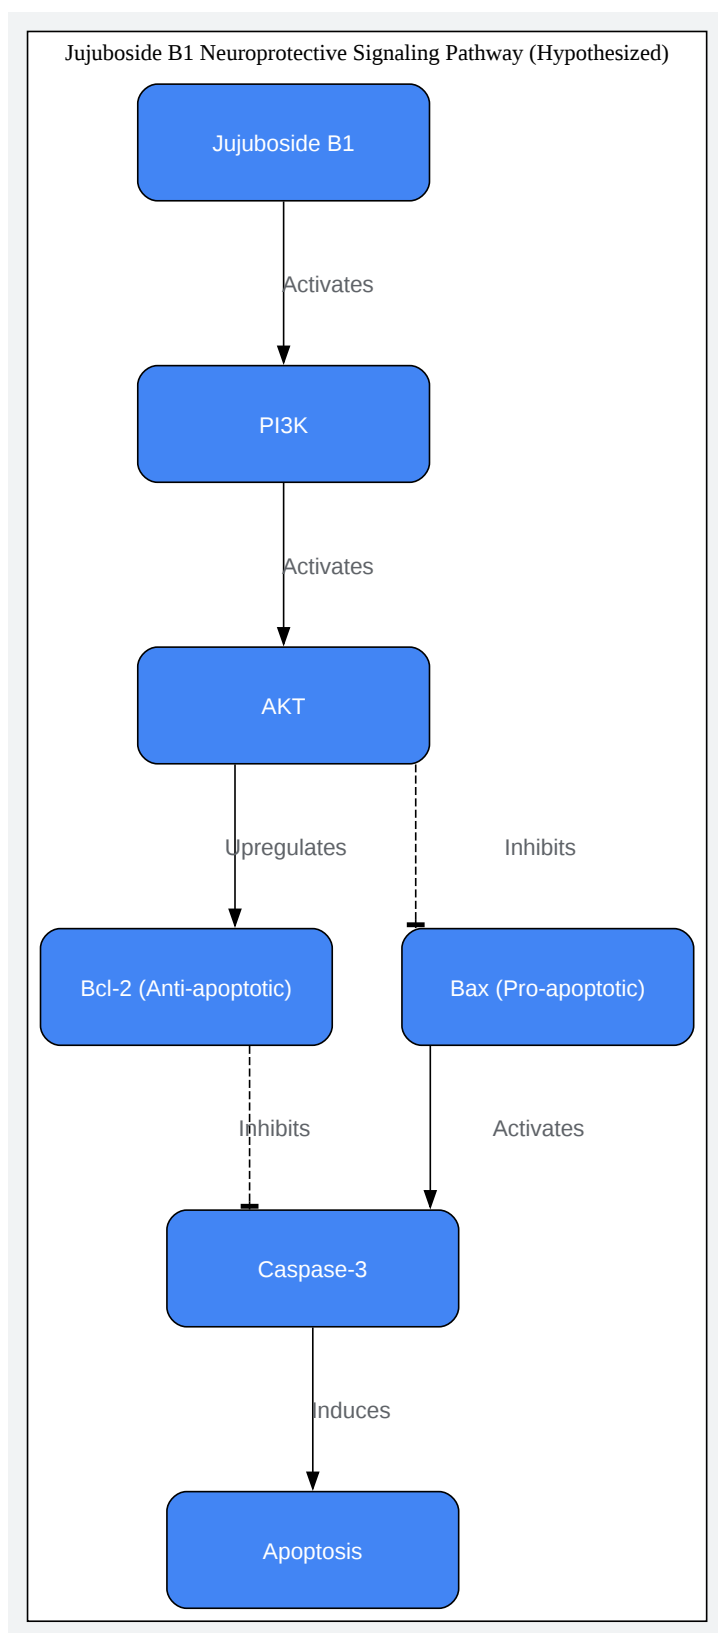 Jujuboside B1 Neuroprotective Signaling Pathway (Hypothesized)
Jujuboside B1
Activates
PI3K
Activates
AKT
Upregulates
Inhibits
Bcl-2 (Anti-apoptotic)
Bax (Pro-apoptotic)
Inhibits
Activates
Caspase-3
Induces
Apoptosis